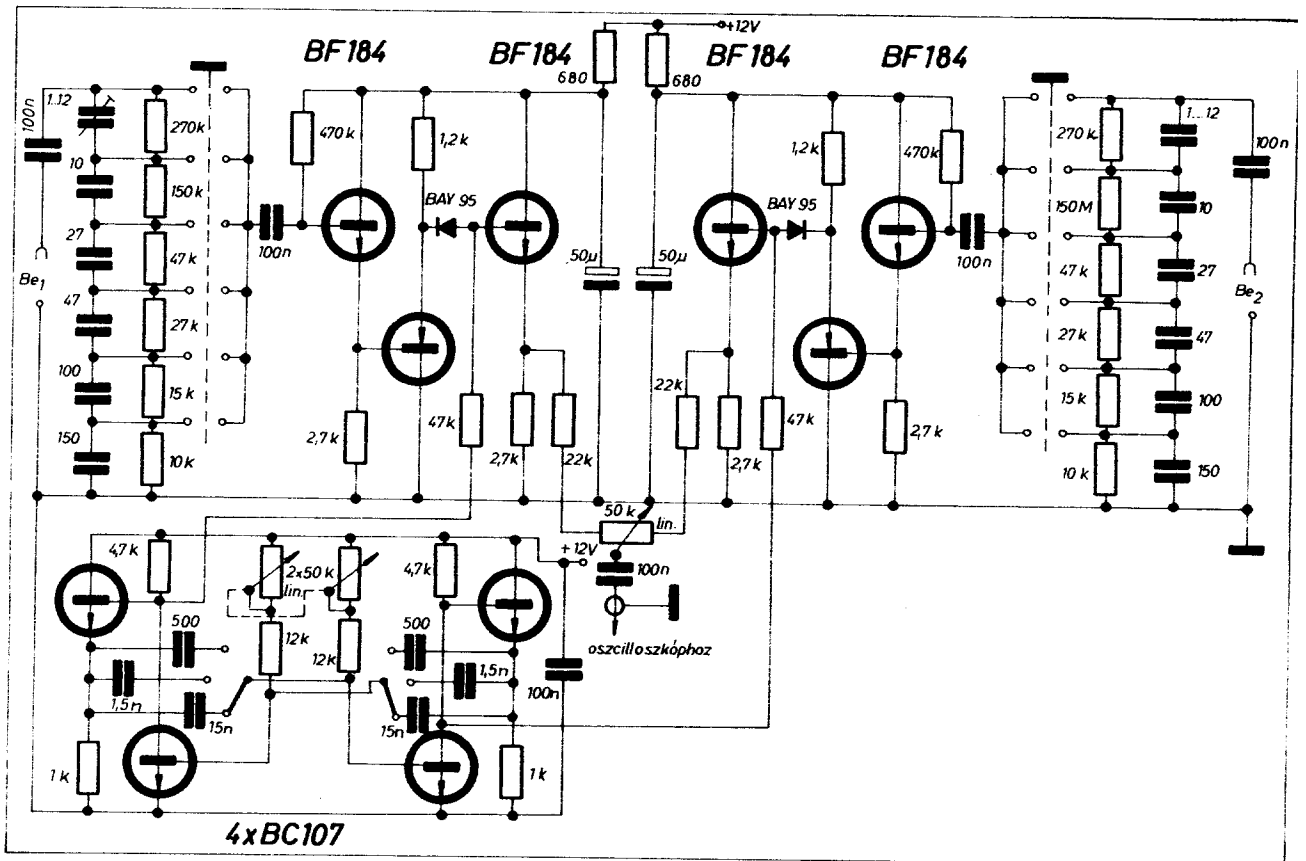 +12V
BF184
BF184
BF184
BF184
680
680
100n
1..12
270k
470k
1,2k
1,2k
470k
270k
1...12
100n
10
150k
BAY 95
BAY 95
150M
10
27
47k
100n
50µ
50µ
100n
47k
27
Be1
Be2
47
27k
27k
47
100
15k
22k
15k
100
150
10k
2,7k
47k
2,7k
22k
2,7k
47k
2,7k
10k
150
50k
lin.
+12V
4,7k
2x50k
lin.
4,7k
100n
500
12k
12k
500
oszcilloszkóphoz
1,5n
1,5n
100n
15n
15n
1k
1k
4xBC107